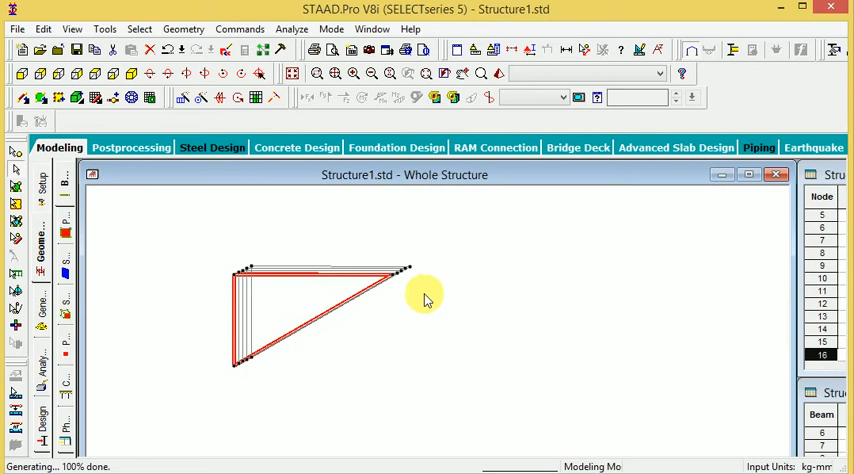 STAAD.Pro V8i (SELECTseries 5) - Structure1.std
File Edit View Tools Select Geometry Commands Analyze Mode Window Help
Modeling Postprocessing Steel Design Concrete Design Foundation Design RAM Connection Bridge Deck Advanced Slab Design Piping Earthquake
Structure1.std - Whole Structure
Setup
Geome...
Gene...
Analy...
Design
B...
P...
S...
S...
P...
C...
Ph...
Stru
Node
5
6
7
8
9
10
11
12
13
14
15
16
Stru
Beam
6
7
Generating... 100% done.
Modeling Mo
Input Units: kg-mm